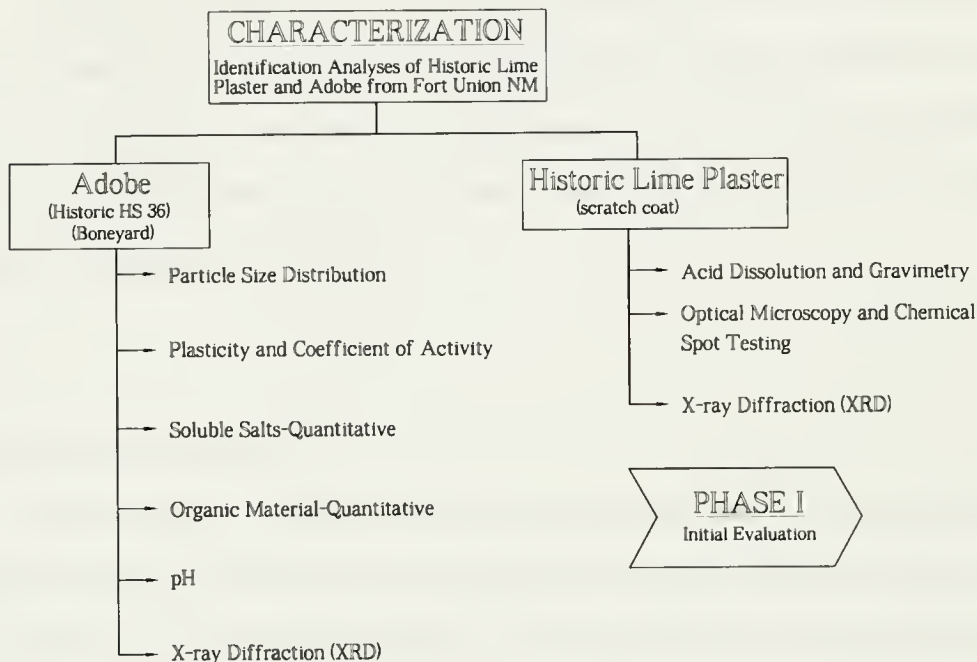 CHARACTERIZATION
Identification Analyses of Historic Lime
Plaster and Adobe from Fort Union NM
Adobe
(Historic HS 36)
(Boneyard)
Particle Size Distribution
Plasticity and Coefficient of Activity
Soluble Salts-Quantitative
Organic Material-Quantitative
pH
X-ray Diffraction (XRD)
Historic Lime Plaster
(scratch coat)
Acid Dissolution and Gravimetry
Optical Microscopy and Chemical
Spot Testing
X-ray Diffraction (XRD)
PHASE I
Initial Evaluation